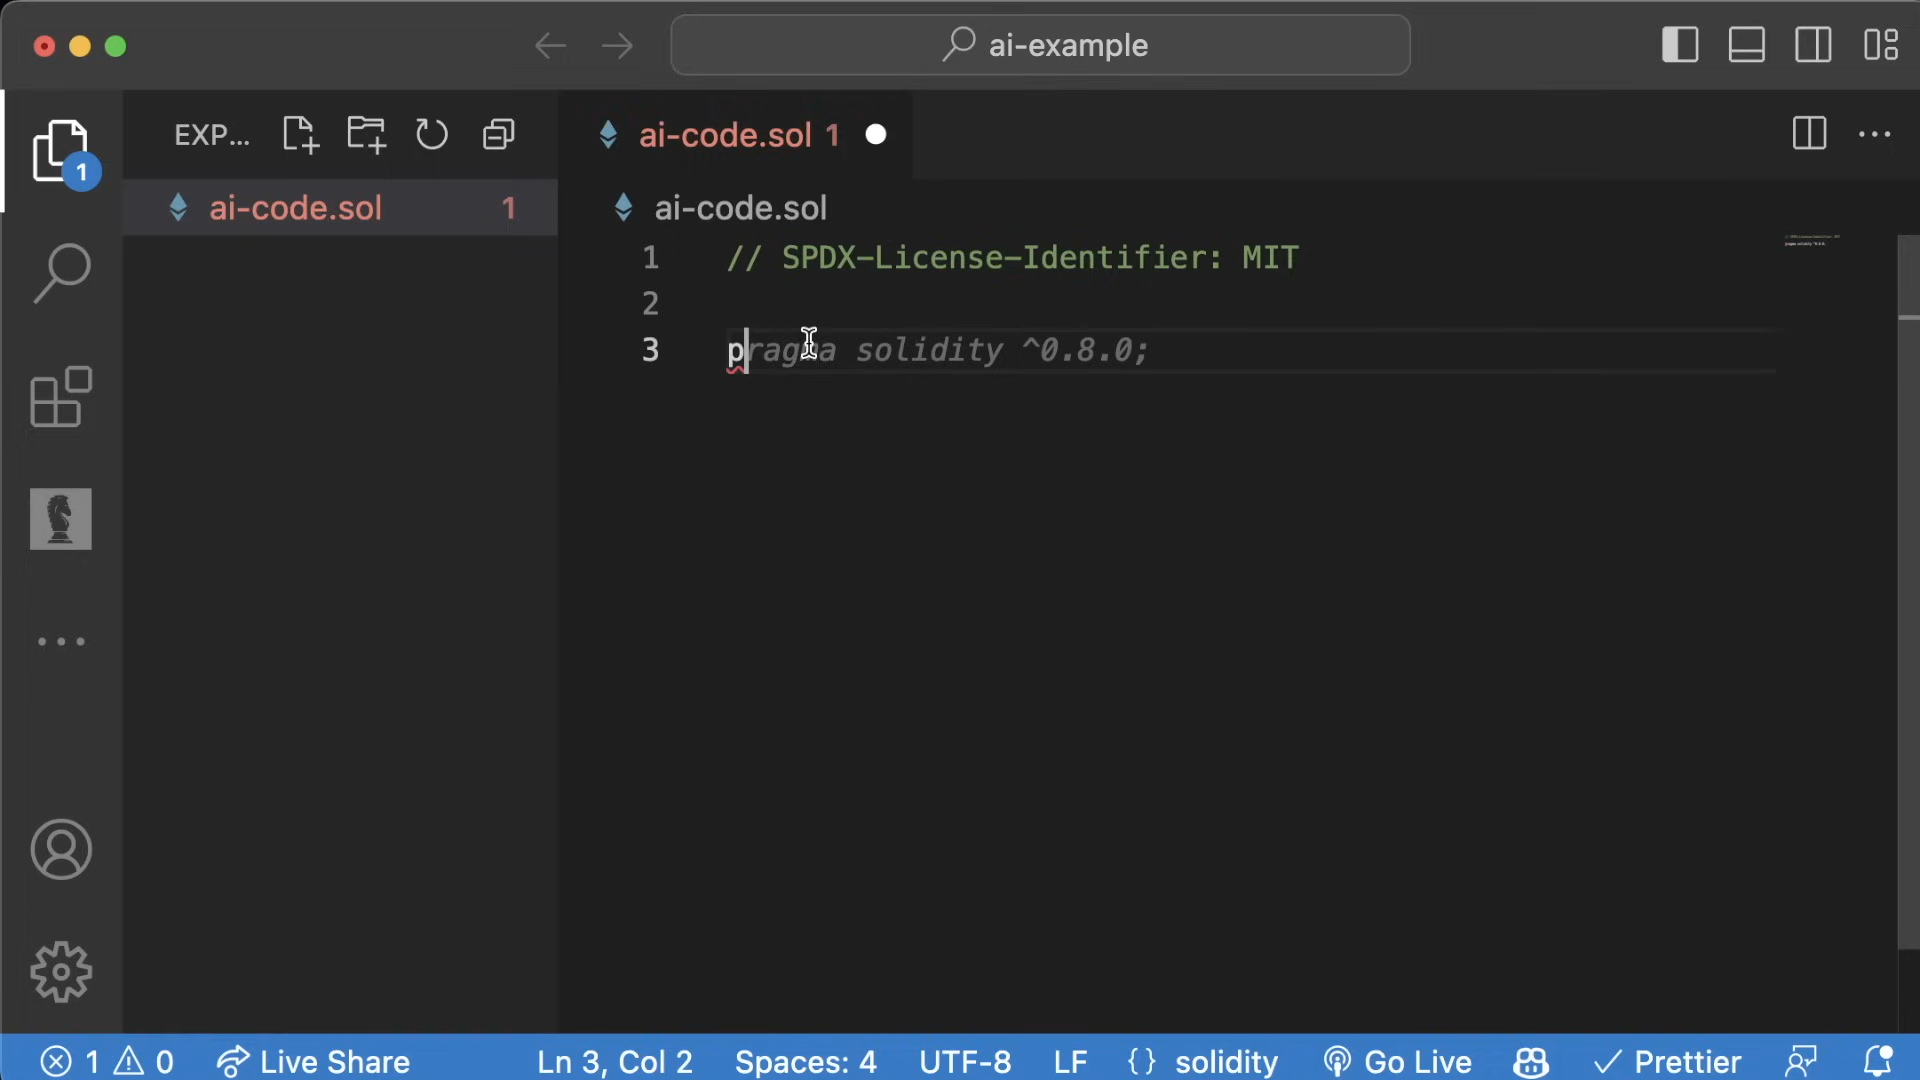 ai-example
EXP...
ai-code.sol 1
1
ai-code.sol 1
ai-code.sol
1 // SPDX-License-Identifier: MIT
2
3 pragma solidity ^0.8.0;
1 0 Live Share Ln 3, Col 2 Spaces: 4 UTF-8 LF {} solidity Go Live Prettier